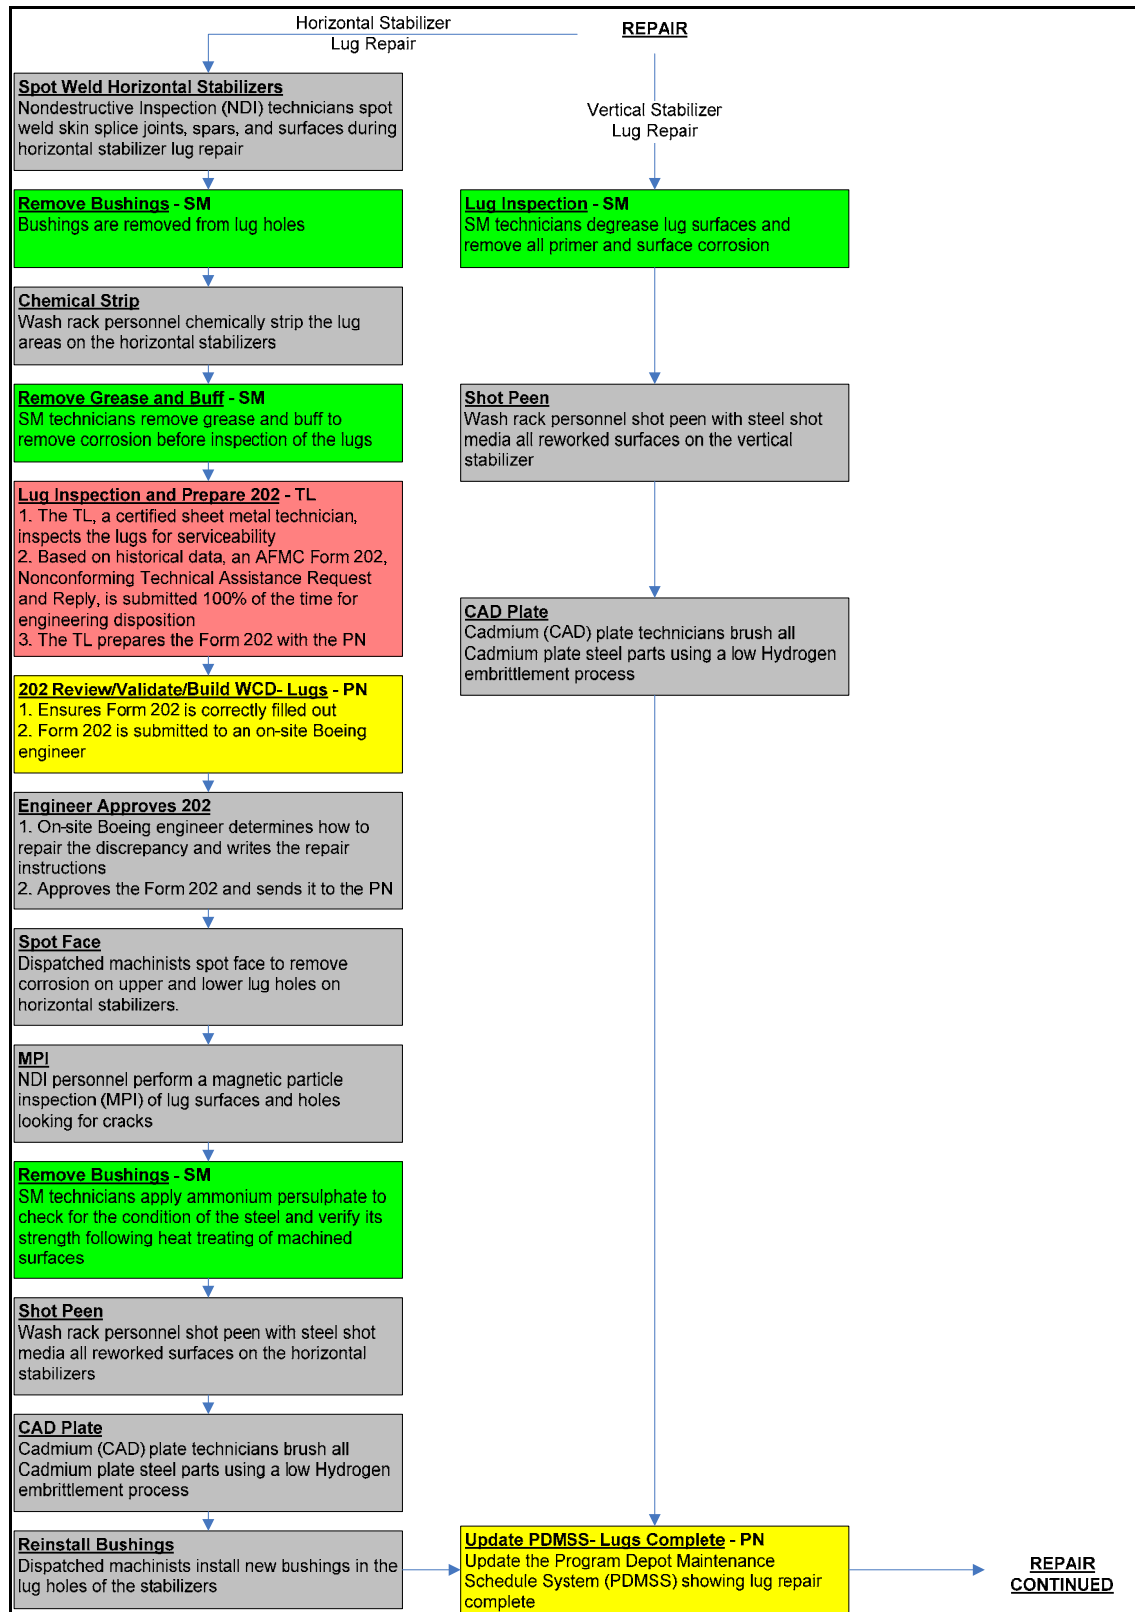 Horizontal Stabilizer
Lug Repair
REPAIR
Spot Weld Horizontal Stabilizers
Nondestructive Inspection (NDI) technicians spot
weld skin splice joints, spars, and surfaces during
horizontal stabilizer lug repair
Vertical Stabilizer
Lug Repair
Remove Bushings - SM
Bushings are removed from lug holes
Lug Inspection - SM
SM technicians degrease lug surfaces and
remove all primer and surface corrosion
Chemical Strip
Wash rack personnel chemically strip the lug
areas on the horizontal stabilizers
Remove Grease and Buff - SM
SM technicians remove grease and buff to
remove corrosion before inspection of the lugs
Shot Peen
Wash rack personnel shot peen with steel shot
media all reworked surfaces on the vertical
stabilizer
Lug Inspection and Prepare 202 - TL
1. The TL, a certified sheet metal technician,
inspects the lugs for serviceability
2. Based on historical data, an AFMC Form 202,
Nonconforming Technical Assistance Request
and Reply, is submitted 100% of the time for
engineering disposition
3. The TL prepares the Form 202 with the PN
CAD Plate
Cadmium (CAD) plate technicians brush all
Cadmium plate steel parts using a low Hydrogen
embrittlement process
202 Review/Validate/Build WCD- Lugs - PN
1. Ensures Form 202 is correctly filled out
2. Form 202 is submitted to an on-site Boeing
engineer
Engineer Approves 202
1. On-site Boeing engineer determines how to
repair the discrepancy and writes the repair
instructions
2. Approves the Form 202 and sends it to the PN
Spot Face
Dispatched machinists spot face to remove
corrosion on upper and lower lug holes on
horizontal stabilizers.
MPI
NDI personnel perform a magnetic particle
inspection (MPI) of lug surfaces and holes
looking for cracks
Remove Bushings - SM
SM technicians apply ammonium persulphate to
check for the condition of the steel and verify its
strength following heat treating of machined
surfaces
Shot Peen
Wash rack personnel shot peen with steel shot
media all reworked surfaces on the horizontal
stabilizers
CAD Plate
Cadmium (CAD) plate technicians brush all
Cadmium plate steel parts using a low Hydrogen
embrittlement process
Reinstall Bushings
Dispatched machinists install new bushings in the
lug holes of the stabilizers
Update PDMSS- Lugs Complete - PN
Update the Program Depot Maintenance
Schedule System (PDMSS) showing lug repair
complete
REPAIR
CONTINUED